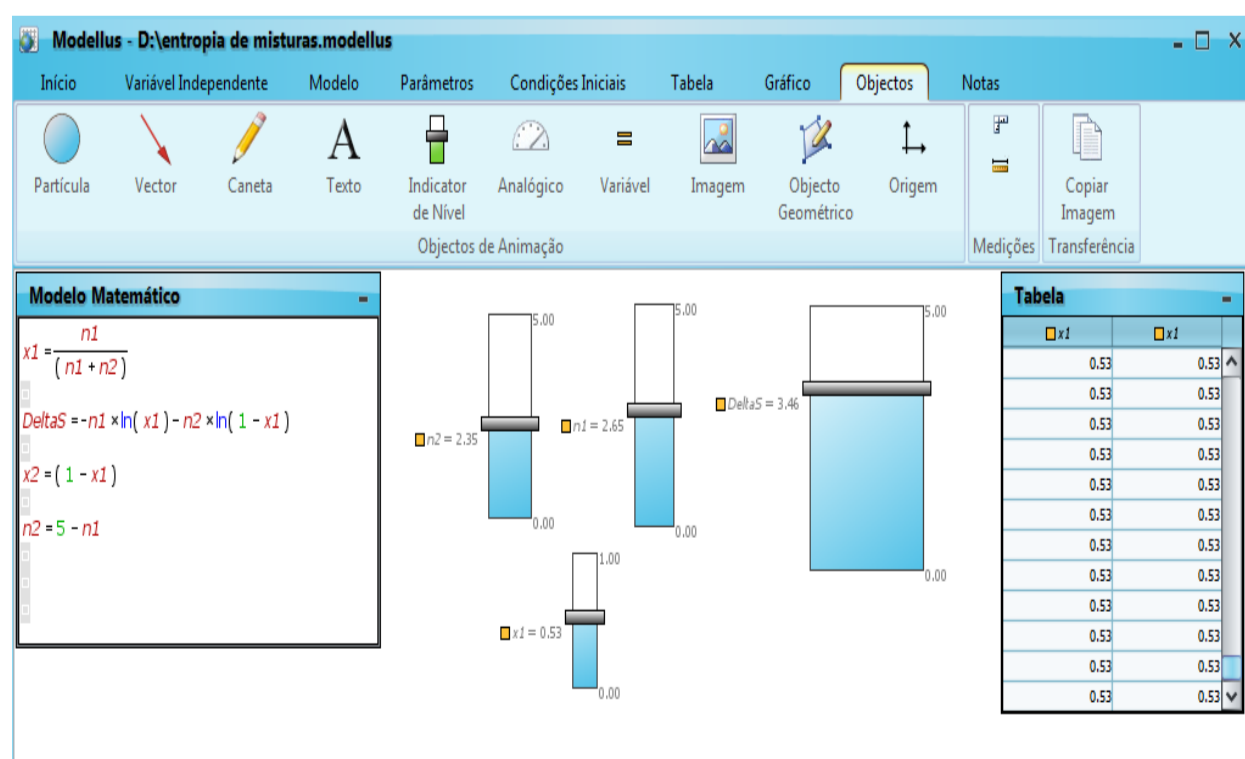 Modellus - D:\entropia de misturas.modellus
Início Variável Independente Modelo Parâmetros Condições Iniciais Tabela Gráfico Objectos Notas
Partícula Vector Caneta Texto Indicator de Nível Analógico Variável Imagem Objecto Geométrico Origem Copiar Imagem
Objectos de Animação Medições Transferência
Modelo Matemático
x1 = n1 / ( n1 + n2 )
DeltaS = -n1 × ln( x1 ) - n2 × ln( 1 - x1 )
x2 = ( 1 - x1 )
n2 = 5 - n1
5.00
n2 = 2.35
0.00
5.00
n1 = 2.65
0.00
5.00
DeltaS = 3.46
0.00
1.00
x1 = 0.53
0.00
Tabela
x1 x1
0.53 0.53
0.53 0.53
0.53 0.53
0.53 0.53
0.53 0.53
0.53 0.53
0.53 0.53
0.53 0.53
0.53 0.53
0.53 0.53
0.53 0.53
0.53 0.53